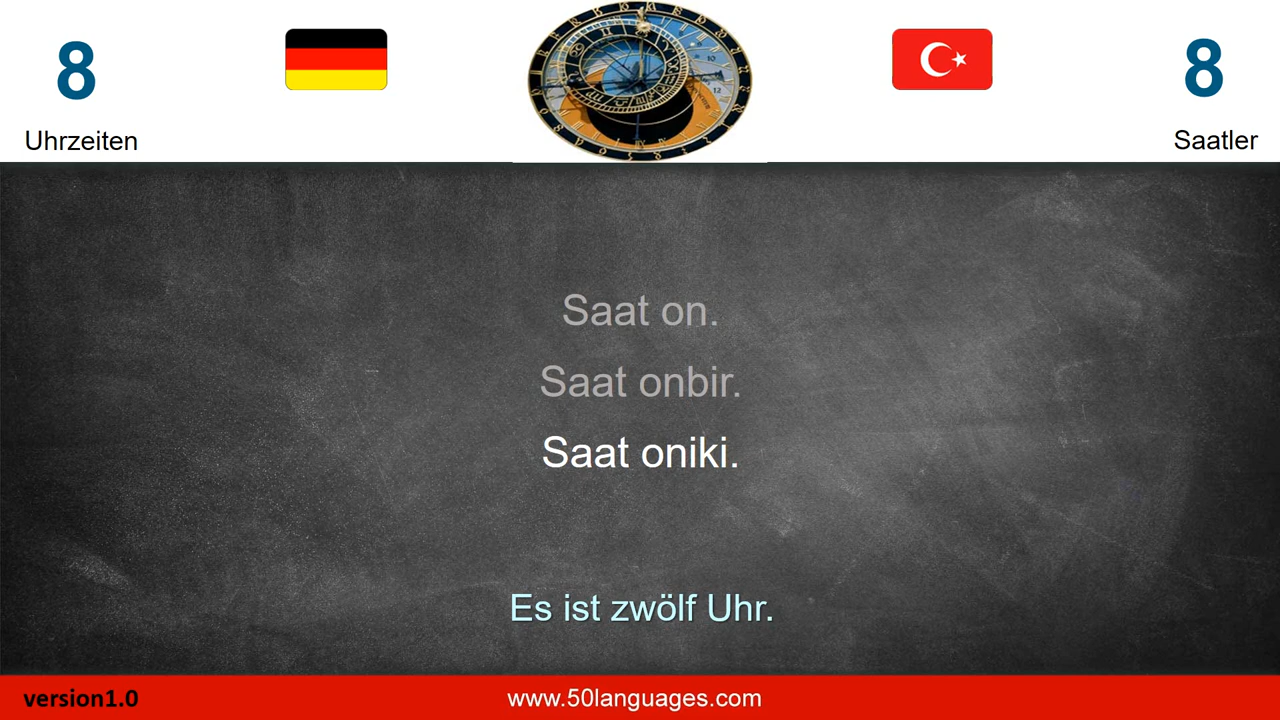 8
8
Uhrzeiten
Saatler
Saat on.
Saat onbir.
Saat oniki.
Es ist zwölf Uhr.
version1.0
www.50languages.com